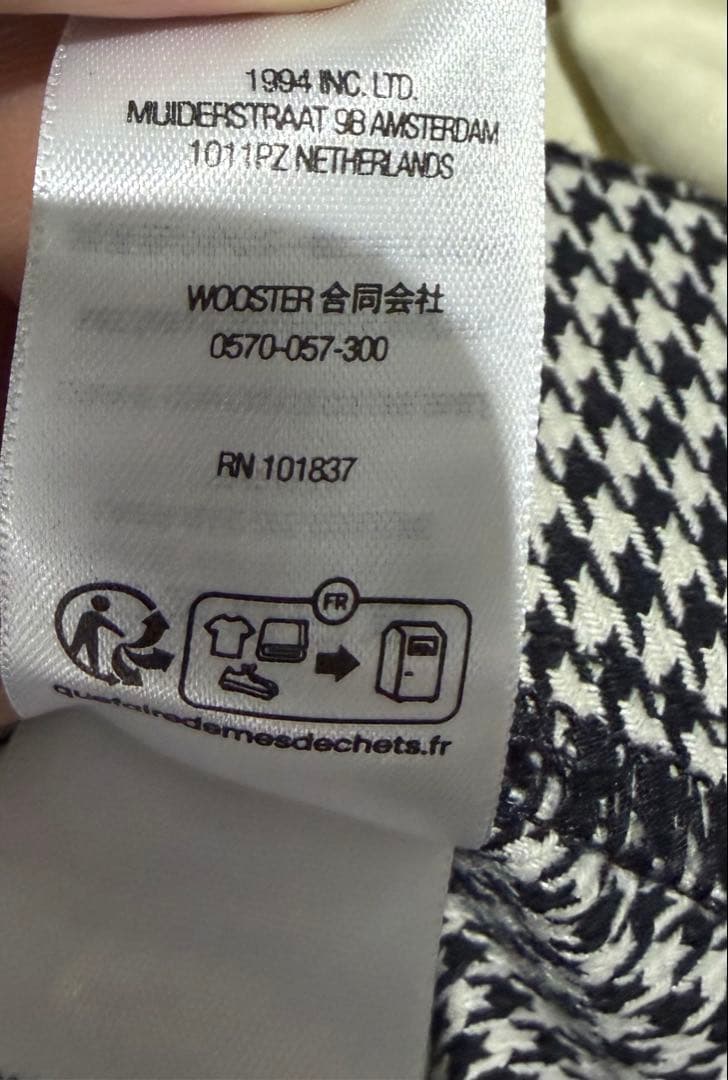 1994 INC. LTD.
MUIDERSTRAAT 9B AMSTERDAM
1011PZ NETHERLANDS
WOOSTER 合同会社
0570-057-300
RN 101837
FR
quefairedemesdechets.fr